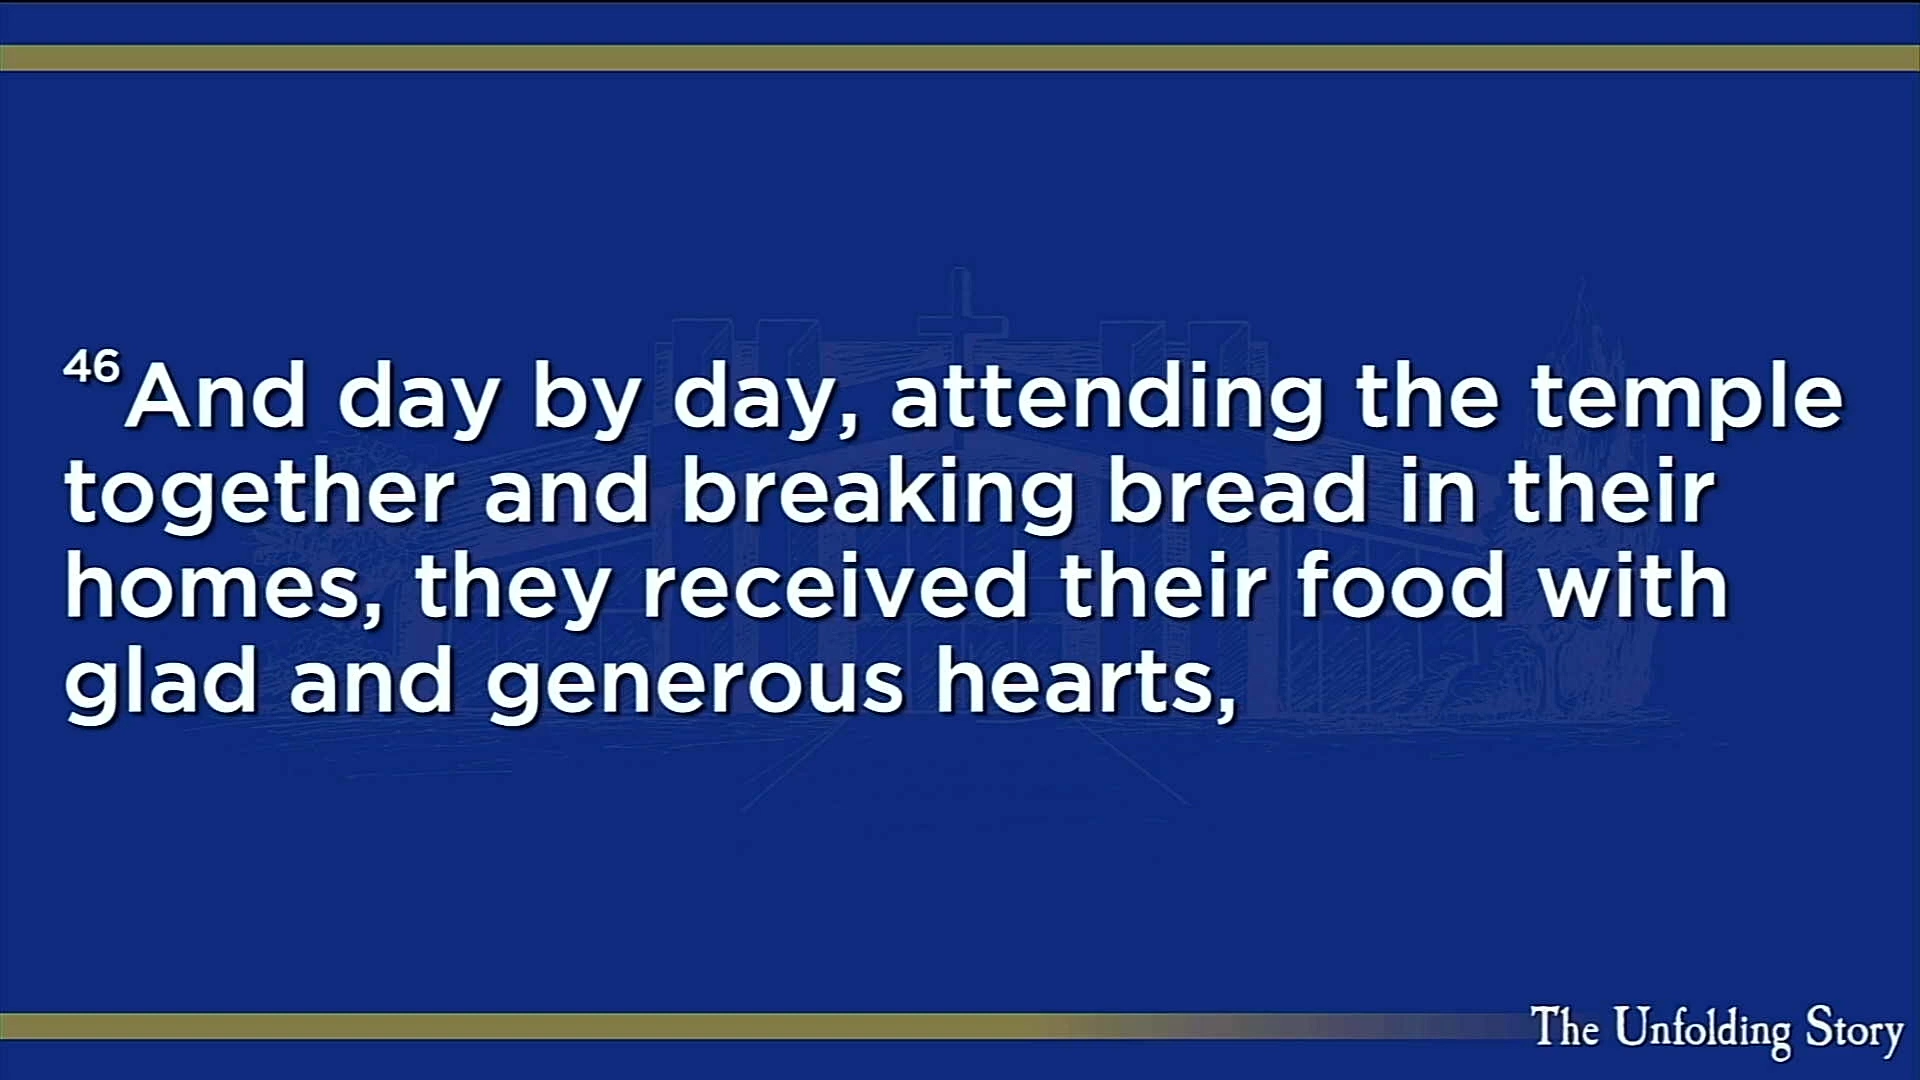 46And day by day, attending the temple
together and breaking bread in their
homes, they received their food with
glad and generous hearts,
The Unfolding Story